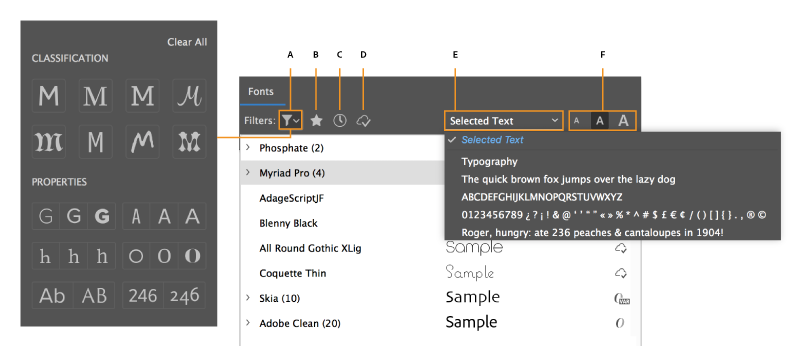 A B C D E F
Clear All
CLASSIFICATION
M M M M
M M M M
PROPERTIES
G G G A A A
h h h O O O
Ab AB 246 246
Fonts
Filters:
Selected Text
A A A
Selected Text
Typography
The quick brown fox jumps over the lazy dog
ABCDEFGHIJKLMNOPQRSTUVWXYZ
0123456789 ¿ ? ¡ ! & @ ' ' " " « » % * ^ # $ £ € ¢ / ( ) [ ] { } . , ® ©
Roger, hungry: ate 236 peaches & cantaloupes in 1904!
Phosphate (2)
Myriad Pro (4)
AdageScriptJF
Blenny Black
All Round Gothic XLig Sample
Coquette Thin Sample
Skia (10) Sample
Adobe Clean (20) Sample O